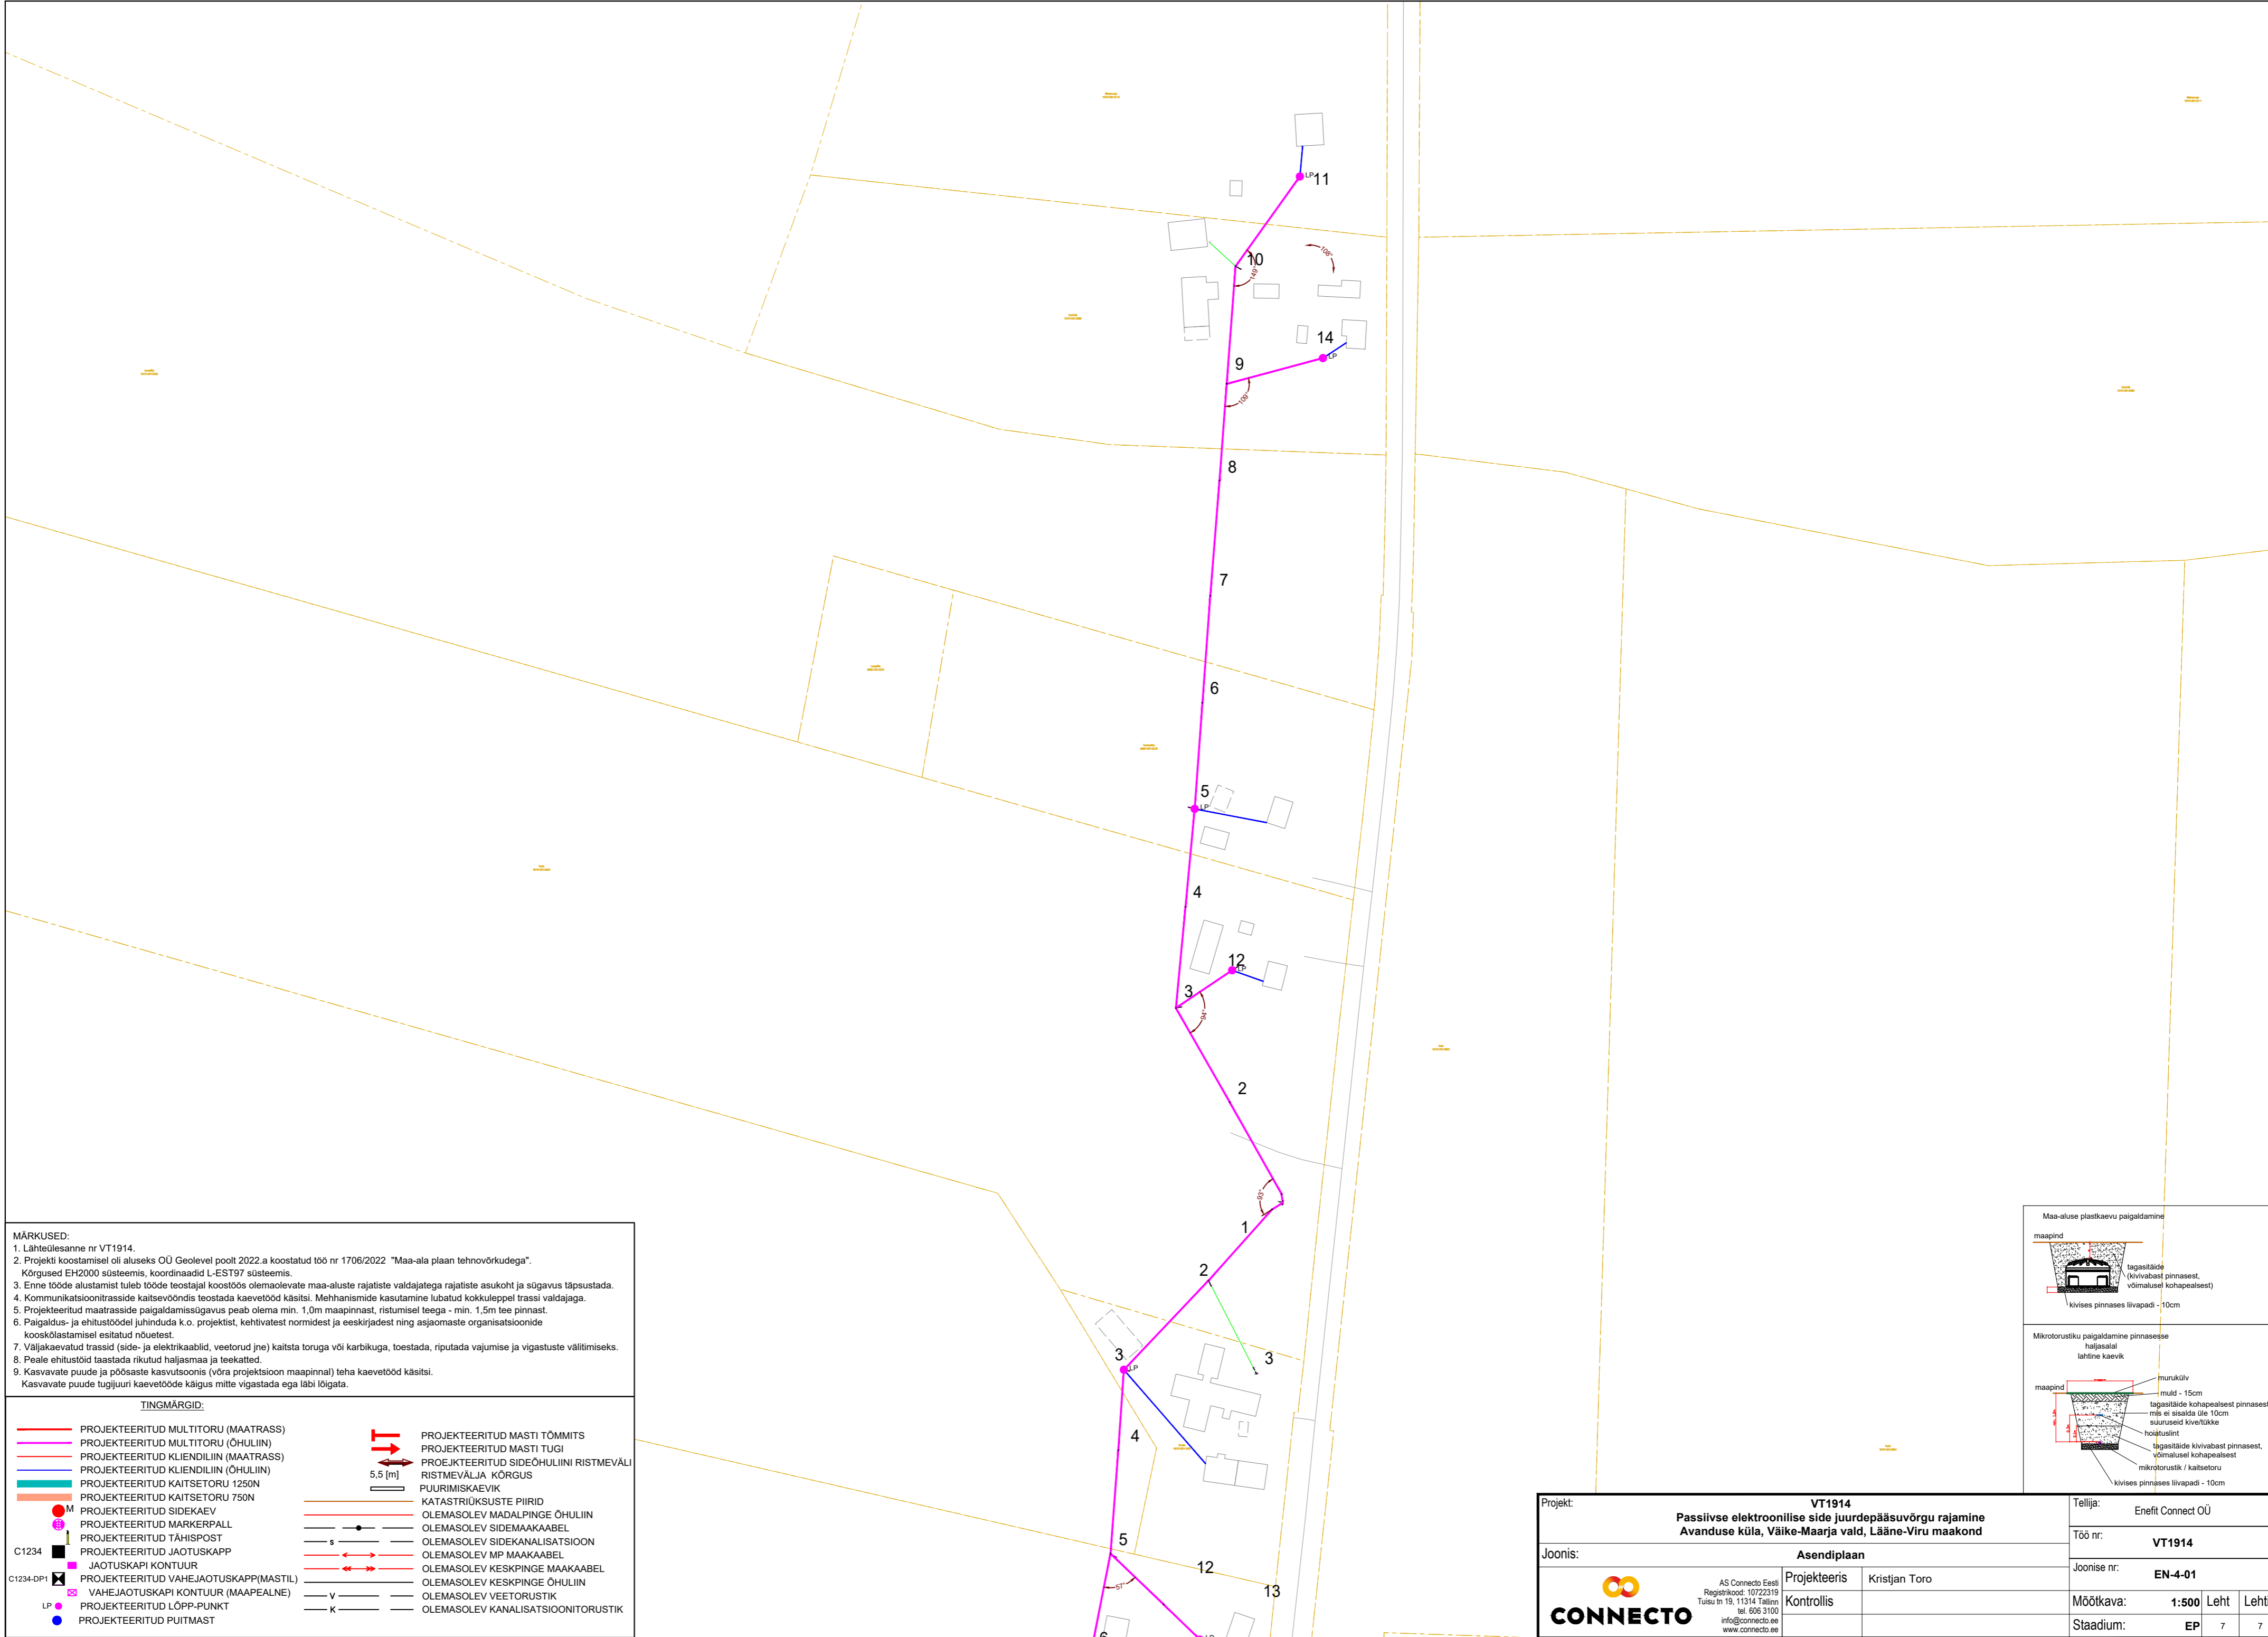 11
LP
10
149°
108°
14
LP
9
109°
8
7
6
5
LP
4
12
LP
3
94°
2
93°
1
2
3
LP
3
4
5
12
57°
13
6
LP
MÄRKUSED:
1. Lähteülesanne nr VT1914.
2. Projekti koostamisel oli aluseks OÜ Geolevel poolt 2022.a koostatud töö nr 1706/2022 "Maa-ala plaan tehnovõrkudega".
Kõrgused EH2000 süsteemis, koordinaadid L-EST97 süsteemis.
3. Enne tööde alustamist tuleb tööde teostajal koostöös olemaolevate maa-aluste rajatiste valdajatega rajatiste asukoht ja sügavus täpsustada.
4. Kommunikatsioonitrasside kaitsevööndis teostada kaevetööd käsitsi. Mehhanismide kasutamine lubatud kokkuleppel trassi valdajaga.
5. Projekteeritud maatrasside paigaldamissügavus peab olema min. 1,0m maapinnast, ristumisel teega - min. 1,5m tee pinnast.
6. Paigaldus- ja ehitustöödel juhinduda k.o. projektist, kehtivatest normidest ja eeskirjadest ning asjaomaste organisatsioonide
kooskõlastamisel esitatud nõuetest.
7. Väljakaevatud trassid (side- ja elektrikaablid, veetorud jne) kaitsta toruga või karbikuga, toestada, riputada vajumise ja vigastuste välitimiseks.
8. Peale ehitustöid taastada rikutud haljasmaa ja teekatted.
9. Kasvavate puude ja põõsaste kasvutsoonis (võra projektsioon maapinnal) teha kaevetööd käsitsi.
Kasvavate puude tugijuuri kaevetööde käigus mitte vigastada ega läbi lõigata.
TINGMÄRGID:
PROJEKTEERITUD MULTITORU (MAATRASS)
PROJEKTEERITUD MULTITORU (ÕHULIIN)
PROJEKTEERITUD KLIENDILIIN (MAATRASS)
PROJEKTEERITUD KLIENDILIIN (ÕHULIIN)
PROJEKTEERITUD KAITSETORU 1250N
PROJEKTEERITUD KAITSETORU 750N
M PROJEKTEERITUD SIDEKAEV
PROJEKTEERITUD MARKERPALL
PROJEKTEERITUD TÄHISPOST
C1234 PROJEKTEERITUD JAOTUSKAPP
JAOTUSKAPI KONTUUR
C1234-DP1 PROJEKTEERITUD VAHEJAOTUSKAPP(MASTIL)
VAHEJAOTUSKAPI KONTUUR (MAAPEALNE)
LP PROJEKTEERITUD LÕPP-PUNKT
PROJEKTEERITUD PUITMAST
PROJEKTEERITUD MASTI TÕMMITS
PROJEKTEERITUD MASTI TUGI
PROEJKTEERITUD SIDEÕHULIINI RISTMEVÄLI
5,5 [m] RISTMEVÄLJA KÕRGUS
PUURIMISKAEVIK
KATASTRIÜKSUSTE PIIRID
OLEMASOLEV MADALPINGE ÕHULIIN
OLEMASOLEV SIDEMAAKAABEL
s OLEMASOLEV SIDEKANALISATSIOON
OLEMASOLEV MP MAAKAABEL
OLEMASOLEV KESKPINGE MAAKAABEL
OLEMASOLEV KESKPINGE ÕHULIIN
V OLEMASOLEV VEETORUSTIK
K OLEMASOLEV KANALISATSIOONITORUSTIK
Maa-aluse plastkaevu paigaldamine
maapind
tagasitäide
(kivivabast pinnasest,
võimalusel kohapealsest)
kivises pinnases liivapadi - 10cm
Mikrotorustiku paigaldamine pinnasesse
haljasalal
lahtine kaevik
maapind
murukülv
muld - 15cm
tagasitäide kohapealsest pinnasest
mis ei sisalda üle 10cm
suuruseid kive/tükke
hoiatuslint
tagasitäide kivivabast pinnasest,
võimalusel kohapealsest
mikrotorustik / kaitsetoru
kivises pinnases liivapadi - 10cm
Projekt:
VT1914
Passiivse elektroonilise side juurdepääsuvõrgu rajamine
Avanduse küla, Väike-Maarja vald, Lääne-Viru maakond
Joonis:
Asendiplaan
CONNECTO
AS Connecto Eesti
Registrikood: 10722319
Tuisu tn 19, 11314 Tallinn
tel. 606 3100
info@connecto.ee
www.connecto.ee
Projekteeris Kristjan Toro
Kontrollis
Tellija: Enefit Connect OÜ
Töö nr:
VT1914
Joonise nr:
EN-4-01
Mõõtkava: 1:500 Leht
Staadium: EP 7 7